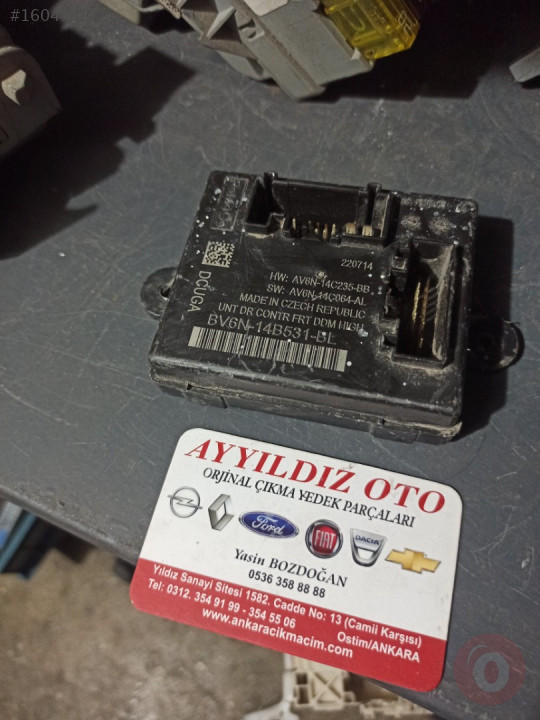 #1604
220714
HW: AV6N-14C235-BB
SW: AV6N-14C064-AL
MADE IN CZECH REPUBLIC
UNT DR CONTR FRT DDM HIGH
BV6N-14B531-BL
DCUGA
AYYILDIZ OTO
ORJİNAL ÇIKMA YEDEK PARÇALARI
Ford
FIAT
DACIA
Yasin BOZDOĞAN
0536 358 88 88
Yıldız Sanayi Sitesi 1582. Cadde No: 13 (Camii Karşısı)
Tel: 0312. 354 91 99 - 354 55 06 Ostim/ANKARA
www.ankaracikmacim.com